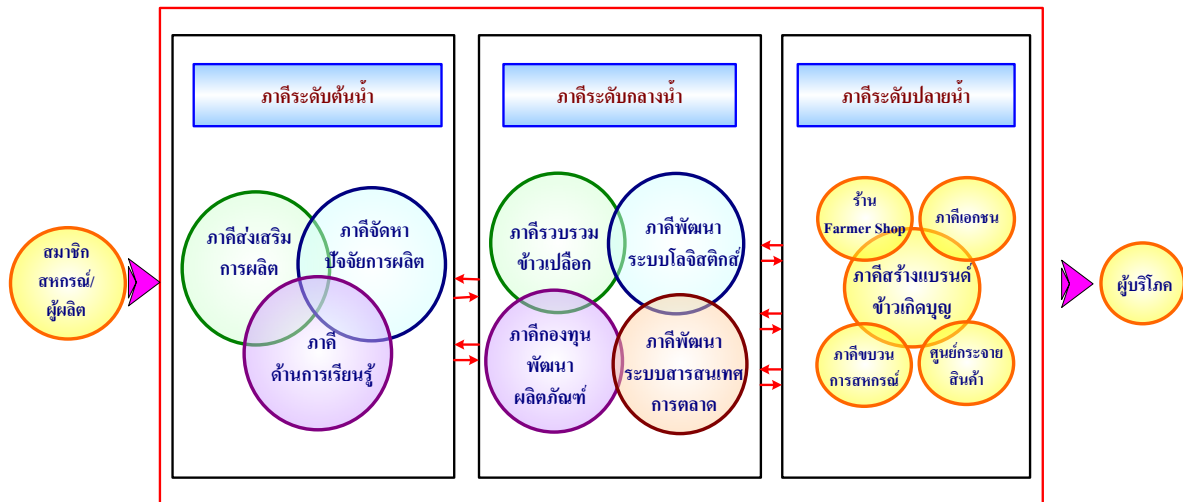 สมาชิก
สหกรณ์/
ผู้ผลิต
ภาคีระดับต้นน้ำ
ภาคีส่งเสริม
การผลิต
ภาคีจัดหา
ปัจจัยการผลิต
ภาคี
ด้านการเรียนรู้
ภาคีระดับกลางน้ำ
ภาคีรวบรวม
ข้าวเปลือก
ภาคีพัฒนา
ระบบโลจิสติกส์
ภาคีกองทุน
พัฒนา
ผลิตภัณฑ์
ภาคีพัฒนา
ระบบสารสนเทศ
การตลาด
ภาคีระดับปลายน้ำ
ร้าน
Farmer Shop
ภาคีเอกชน
ภาคีสร้างแบรนด์
ข้าวเกิดบุญ
ภาคีขบวน
การสหกรณ์
ศูนย์กระจาย
สินค้า
ผู้บริโภค